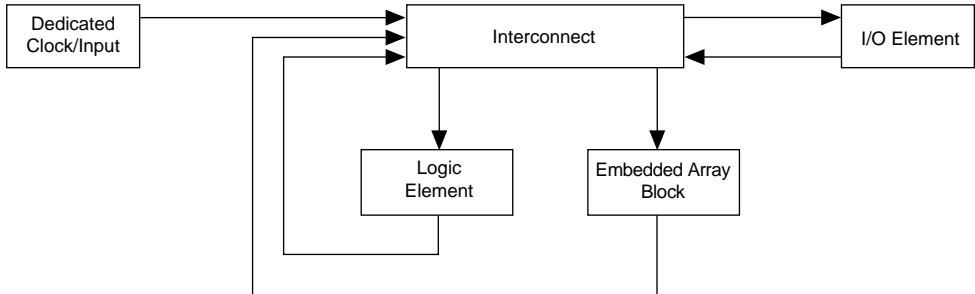 Dedicated
Clock/Input
Interconnect
I/O Element
Logic
Element
Embedded Array
Block